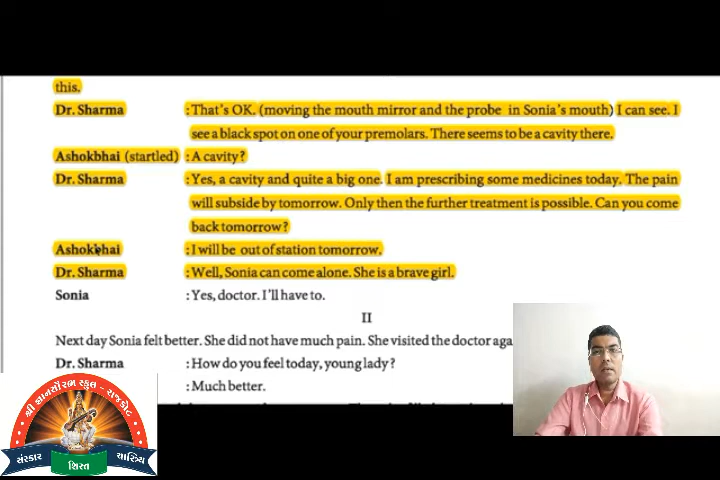 this.
Dr. Sharma : That's OK. (moving the mouth mirror and the probe in Sonia's mouth) I can see. I
see a black spot on one of your premolars. There seems to be a cavity there.
Ashokbhai (startled) : A cavity?
Dr. Sharma : Yes, a cavity and quite a big one. I am prescribing some medicines today. The pain
will subside by tomorrow. Only then the further treatment is possible. Can you come
back tomorrow?
Ashokbhai : I will be out of station tomorrow.
Dr. Sharma : Well, Sonia can come alone. She is a brave girl.
Sonia : Yes, doctor. I'll have to.
II
Next day Sonia felt better. She did not have much pain. She visited the doctor aga
Dr. Sharma : How do you feel today, young lady?
: Much better.
શ્રી જ્ઞાનસૌરભ સ્કુલ - રાજકોટ
સંસ્કાર
શિસ્ત
ચારિત્ર્ય